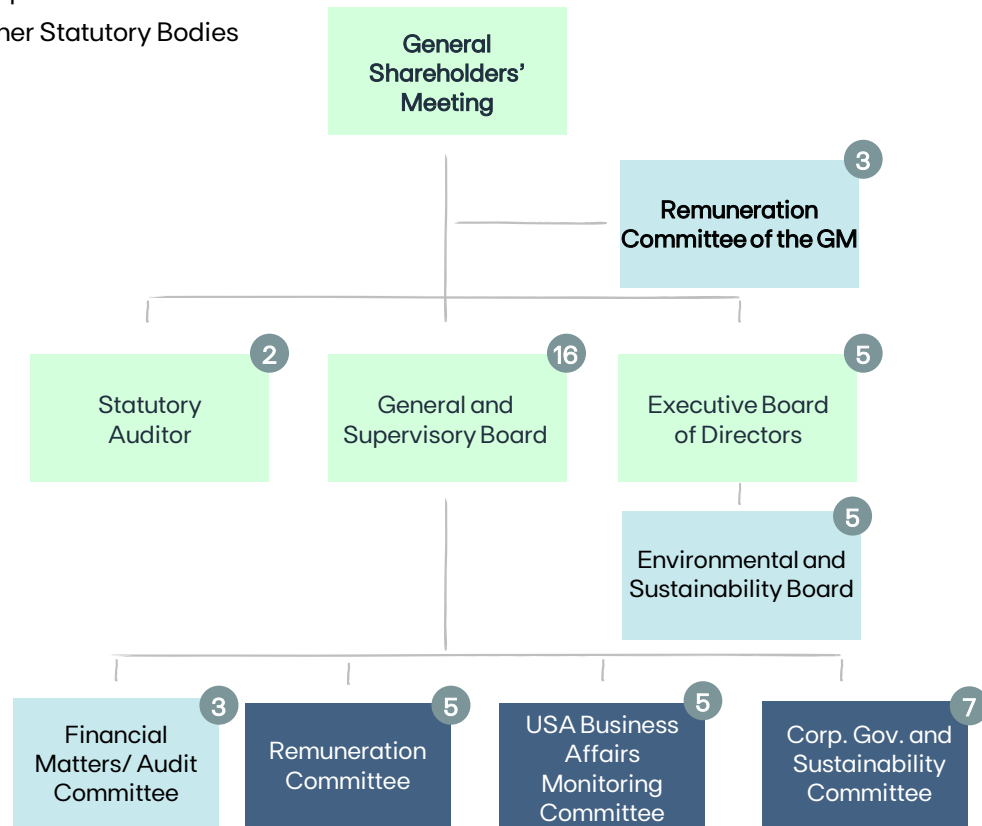 Statutory Bodies
General
Shareholders’
Meeting
3
Remuneration
Committee of the GM
2
Statutory
Auditor
16
General and
Supervisory Board
5
Executive Board
of Directors
5
Environmental and
Sustainability Board
3
Financial
Matters/ Audit
Committee
5
Remuneration
Committee
5
USA Business
Affairs
Monitoring
Committee
7
Corp. Gov. and
Sustainability
Committee